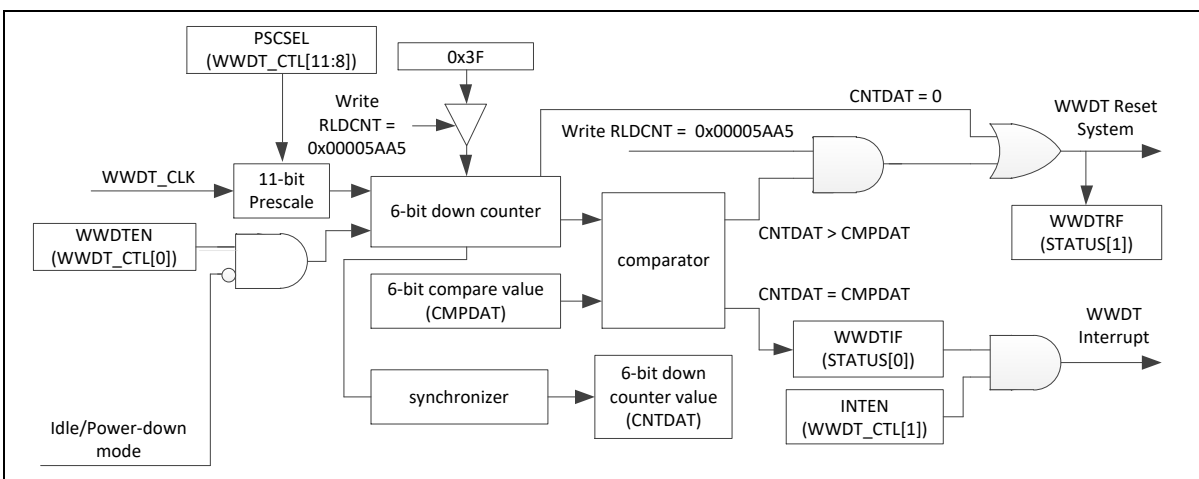 PSCSEL
(WWDT_CTL[11:8])
0x3F
Write
RLDCNT =
0x00005AA5
CNTDAT = 0
WWDT Reset
System
Write RLDCNT = 0x00005AA5
WWDT_CLK
11-bit
Prescale
6-bit down counter
WWDTEN
(WWDT_CTL[0])
comparator
CNTDAT > CMPDAT
WWDTRF
(STATUS[1])
6-bit compare value
(CMPDAT)
CNTDAT = CMPDAT
WWDTIF
(STATUS[0])
WWDT
Interrupt
synchronizer
6-bit down
counter value
(CNTDAT)
INTEN
(WWDT_CTL[1])
Idle/Power-down
mode